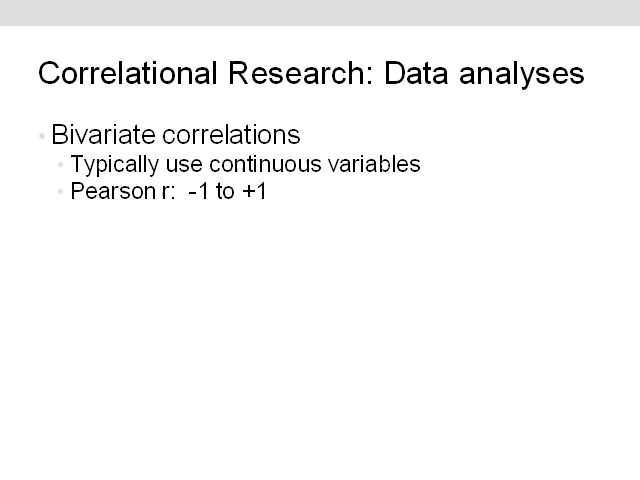 Correlational Research: Data analyses
• Bivariate correlations
• Typically use continuous variables
• Pearson r:  -1 to +1